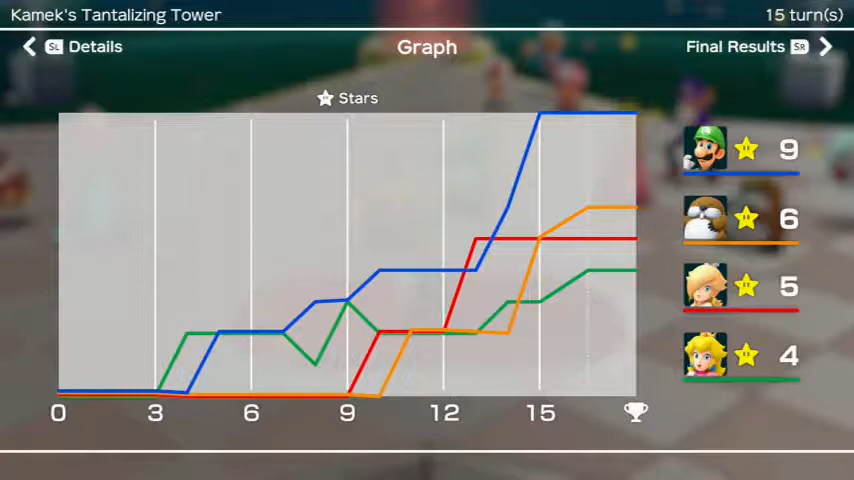 Kamek's Tantalizing Tower 15 turn(s)
SL Details Graph Final Results SR
Stars
9
6
5
4
0 3 6 9 12 15